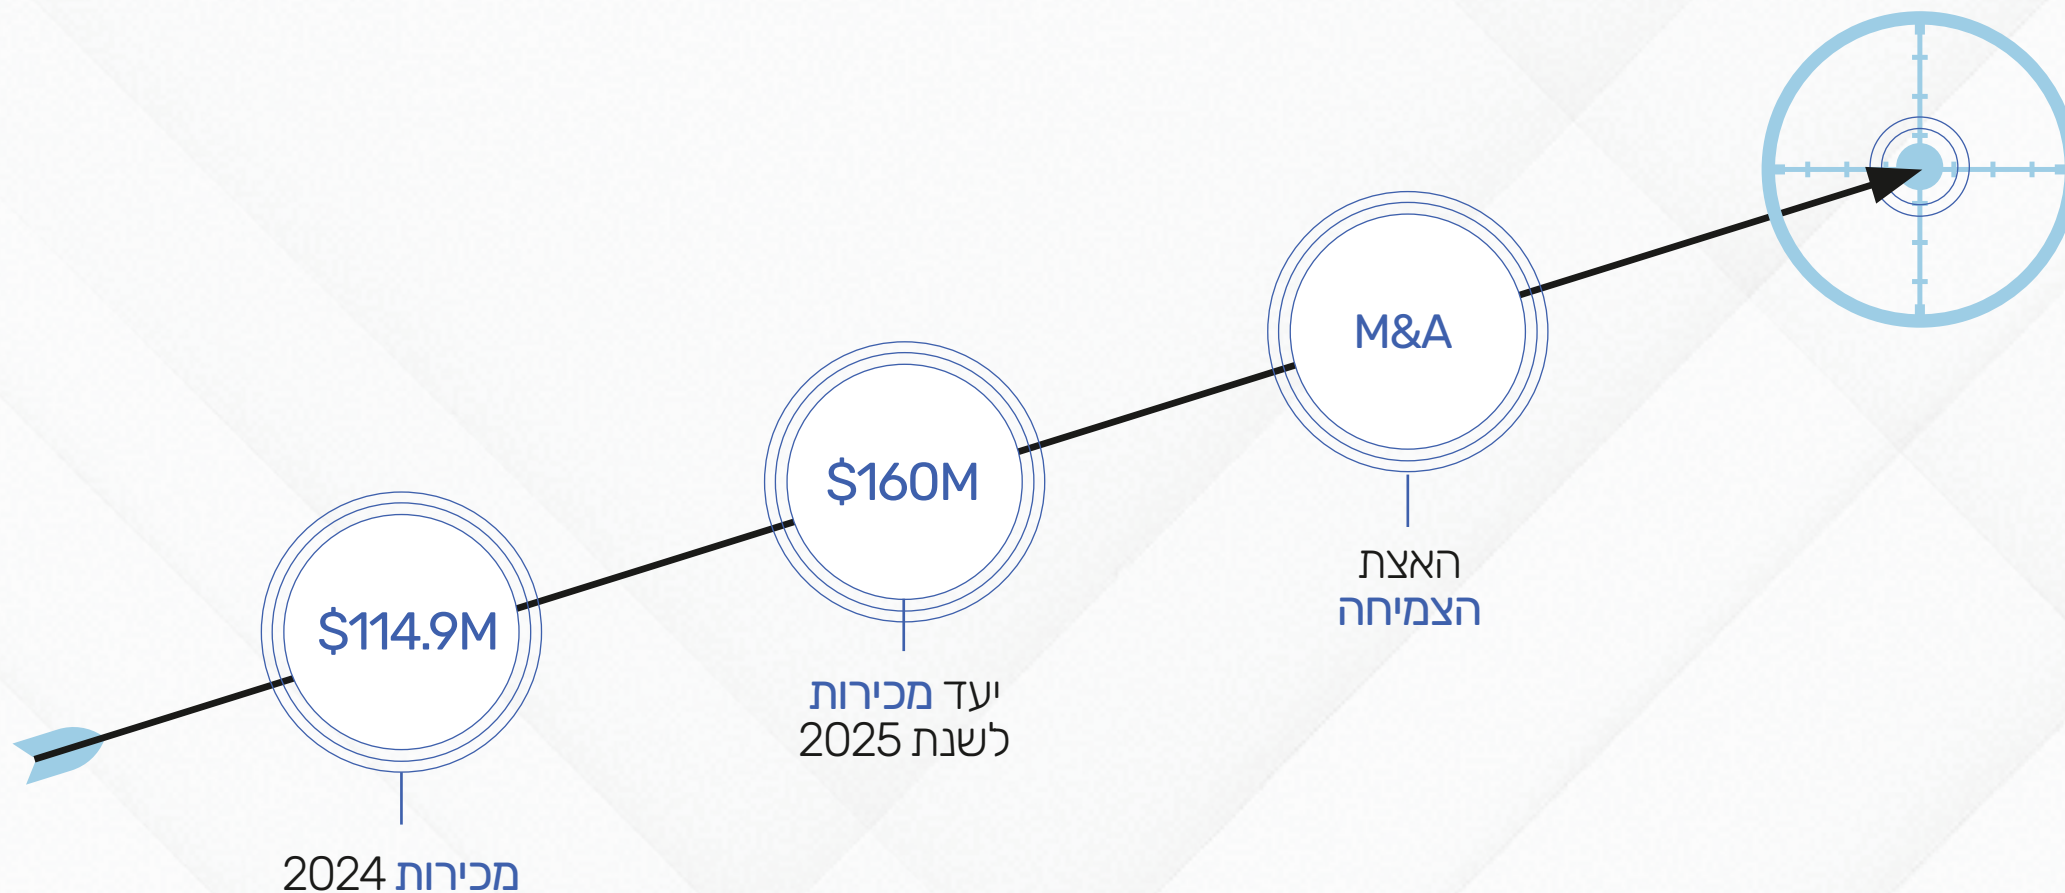 $114.9M
מכירות 2024
$160M
יעד מכירות
לשנת 2025
M&A
האצת
הצמיחה